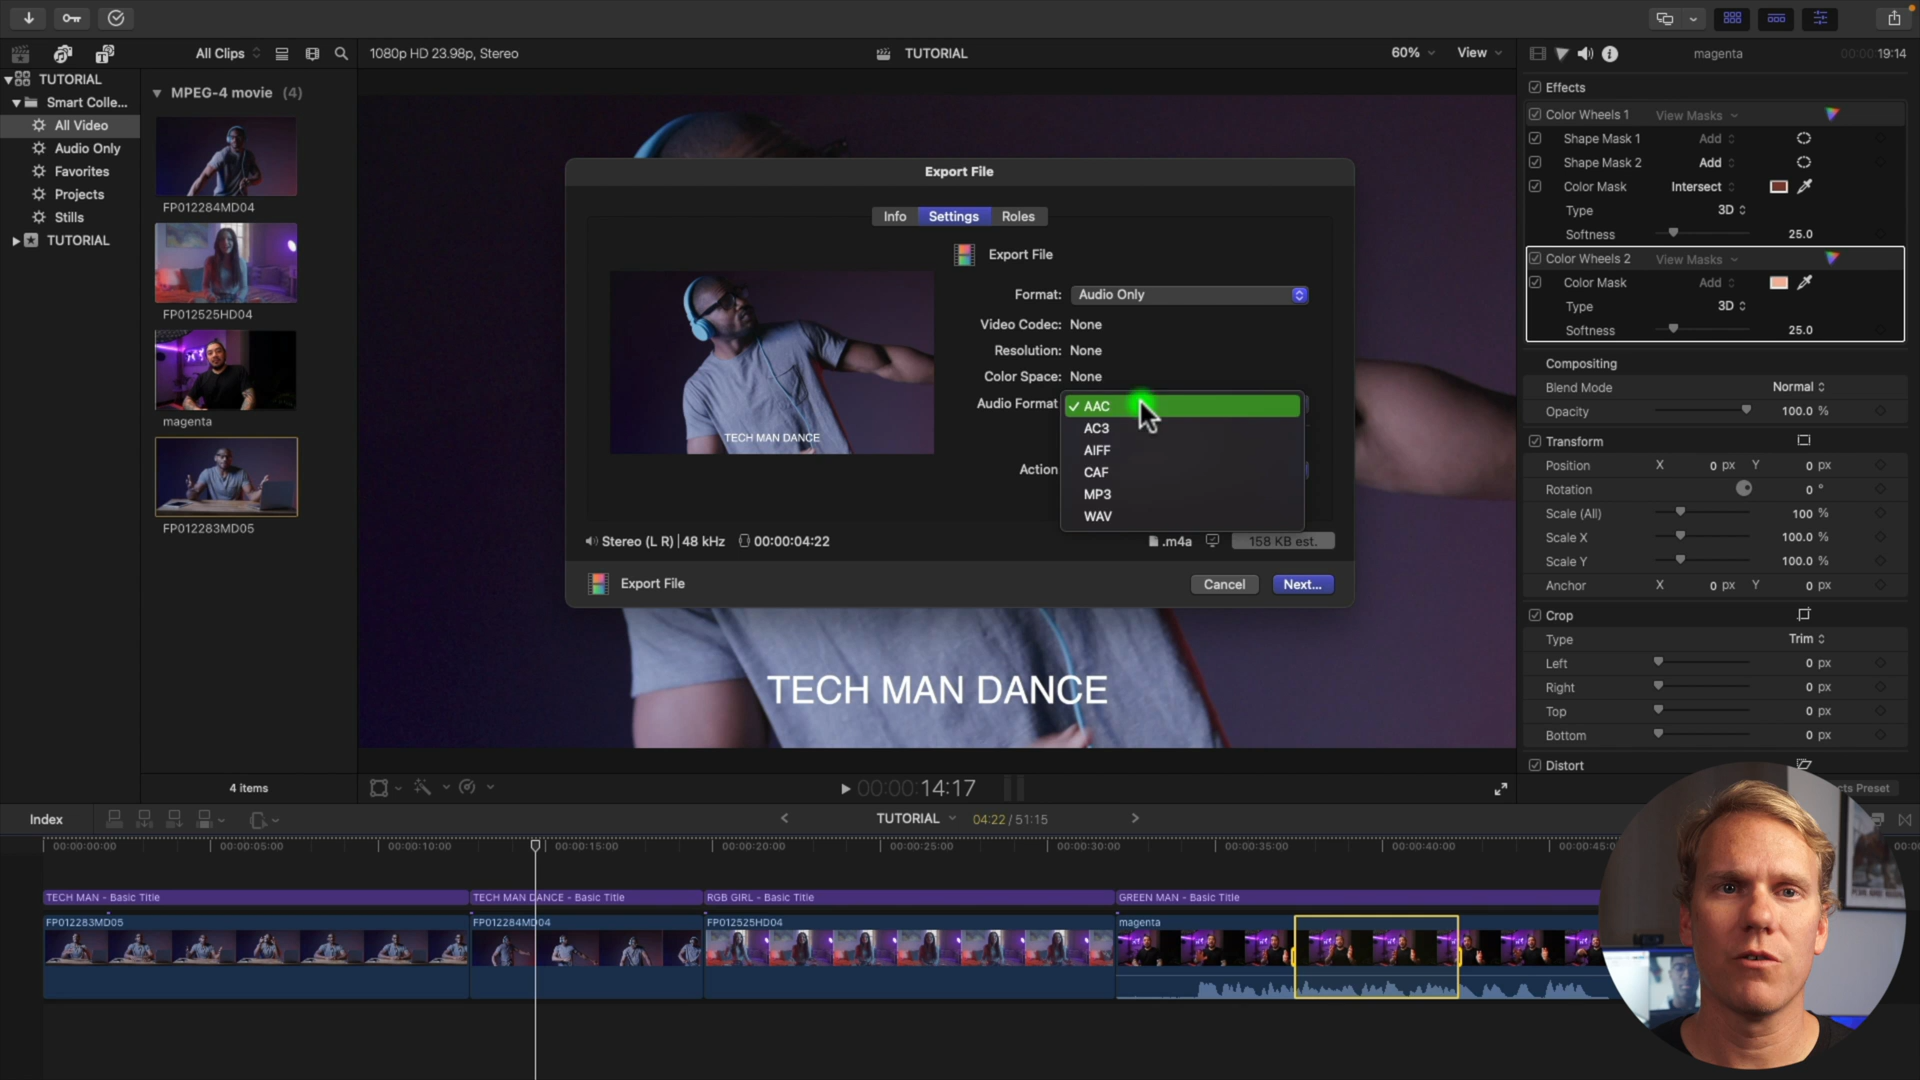 All Clips
1080p HD 23.98p, Stereo
TUTORIAL
60%
View
magenta
00:00:19:14
TUTORIAL
Smart Colle...
All Video
Audio Only
Favorites
Projects
Stills
TUTORIAL
MPEG-4 movie (4)
FP012284MD04
FP012525HD04
magenta
FP012283MD05
4 items
Export File
Info
Settings
Roles
Export File
Format: Audio Only
Video Codec: None
Resolution: None
Color Space: None
Audio Format
✓ AAC
AC3
AIFF
CAF
MP3
WAV
Action
TECH MAN DANCE
Stereo (L R) | 48 kHz
00:00:04:22
.m4a
158 KB est.
Export File
Cancel
Next...
TECH MAN DANCE
00:00:14:17
Effects
Color Wheels 1 View Masks
Shape Mask 1 Add
Shape Mask 2 Add
Color Mask Intersect
Type 3D
Softness 25.0
Color Wheels 2 View Masks
Color Mask Add
Type 3D
Softness 25.0
Compositing
Blend Mode Normal
Opacity 100.0 %
Transform
Position X 0 px Y 0 px
Rotation 0 °
Scale (All) 100 %
Scale X 100.0 %
Scale Y 100.0 %
Anchor X 0 px Y 0 px
Crop
Type Trim
Left 0 px
Right 0 px
Top 0 px
Bottom 0 px
Distort
Preset
Index
TUTORIAL
04:22 / 51:15
00:00:00:00
00:00:05:00
00:00:10:00
00:00:15:00
00:00:20:00
00:00:25:00
00:00:30:00
00:00:35:00
00:00:40:00
TECH MAN - Basic Title
TECH MAN DANCE - Basic Title
RGB GIRL - Basic Title
GREEN MAN - Basic Title
FP012283MD05
FP012284MD04
FP012525HD04
magenta